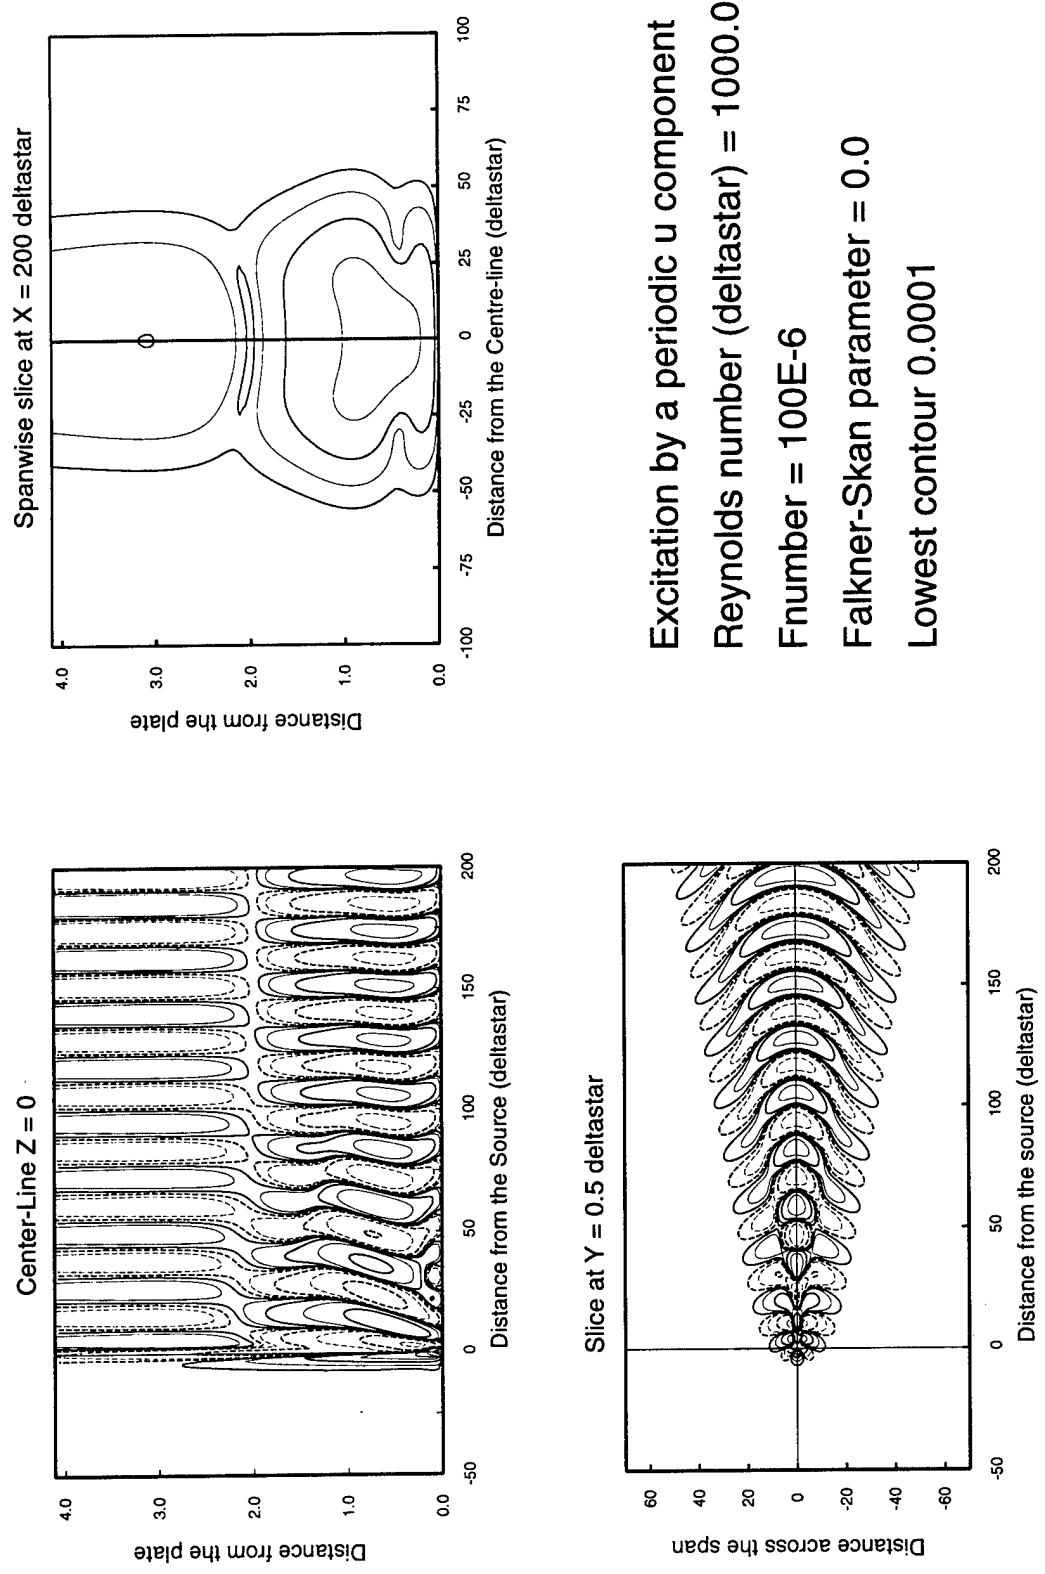 Center-Line Z = 0
Distance from the plate
4.0
3.0
2.0
1.0
0.0
-50
0
50
100
150
200
Distance from the Source (deltastar)
Spanwise slice at X = 200 deltastar
Distance from the plate
4.0
3.0
2.0
1.0
0.0
-100
-75
-50
-25
0
25
50
75
100
Distance from the Centre-line (deltastar)
Slice at Y = 0.5 deltastar
Distance across the span
60
40
20
0
-20
-40
-60
-50
0
50
100
150
200
Distance from the source (deltastar)
Excitation by a periodic u component
Reynolds number (deltastar) = 1000.0
Fnumber = 100E-6
Falkner-Skan parameter = 0.0
Lowest contour 0.0001